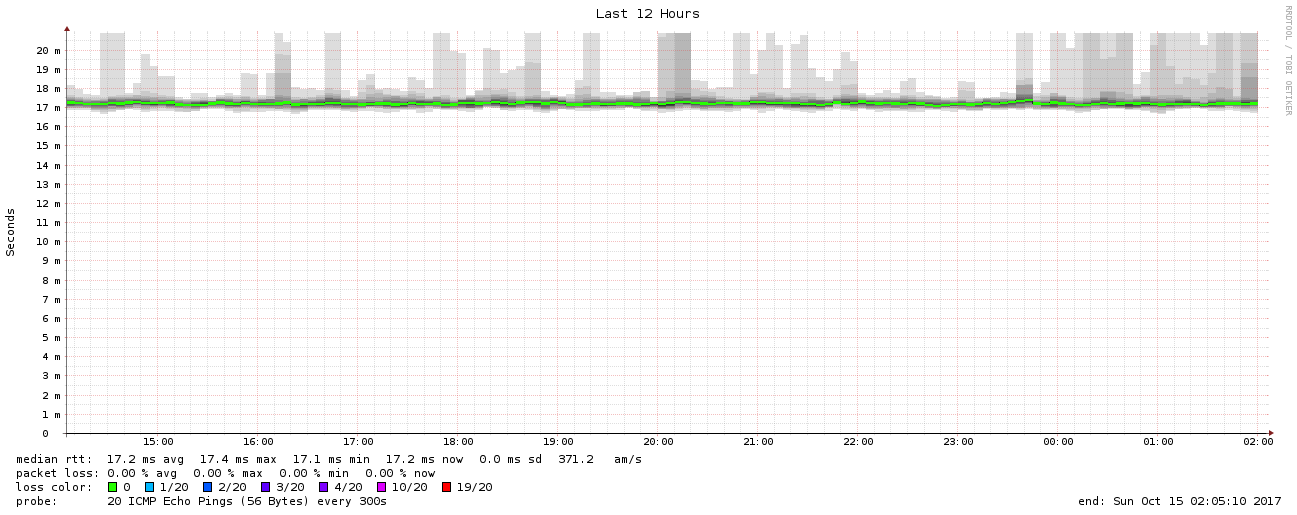 Last 12 Hours
RRDTOOL / TOBI OETIKER
Seconds
20 m
19 m
18 m
17 m
16 m
15 m
14 m
13 m
12 m
11 m
10 m
9 m
8 m
7 m
6 m
5 m
4 m
3 m
2 m
1 m
0
15:00 16:00 17:00 18:00 19:00 20:00 21:00 22:00 23:00 00:00 01:00 02:00
median rtt: 17.2 ms avg 17.4 ms max 17.1 ms min 17.2 ms now 0.0 ms sd 371.2 am/s
packet loss: 0.00 % avg 0.00 % max 0.00 % min 0.00 % now
loss color: 0 1/20 2/20 3/20 4/20 10/20 19/20
probe: 20 ICMP Echo Pings (56 Bytes) every 300s end: Sun Oct 15 02:05:10 2017